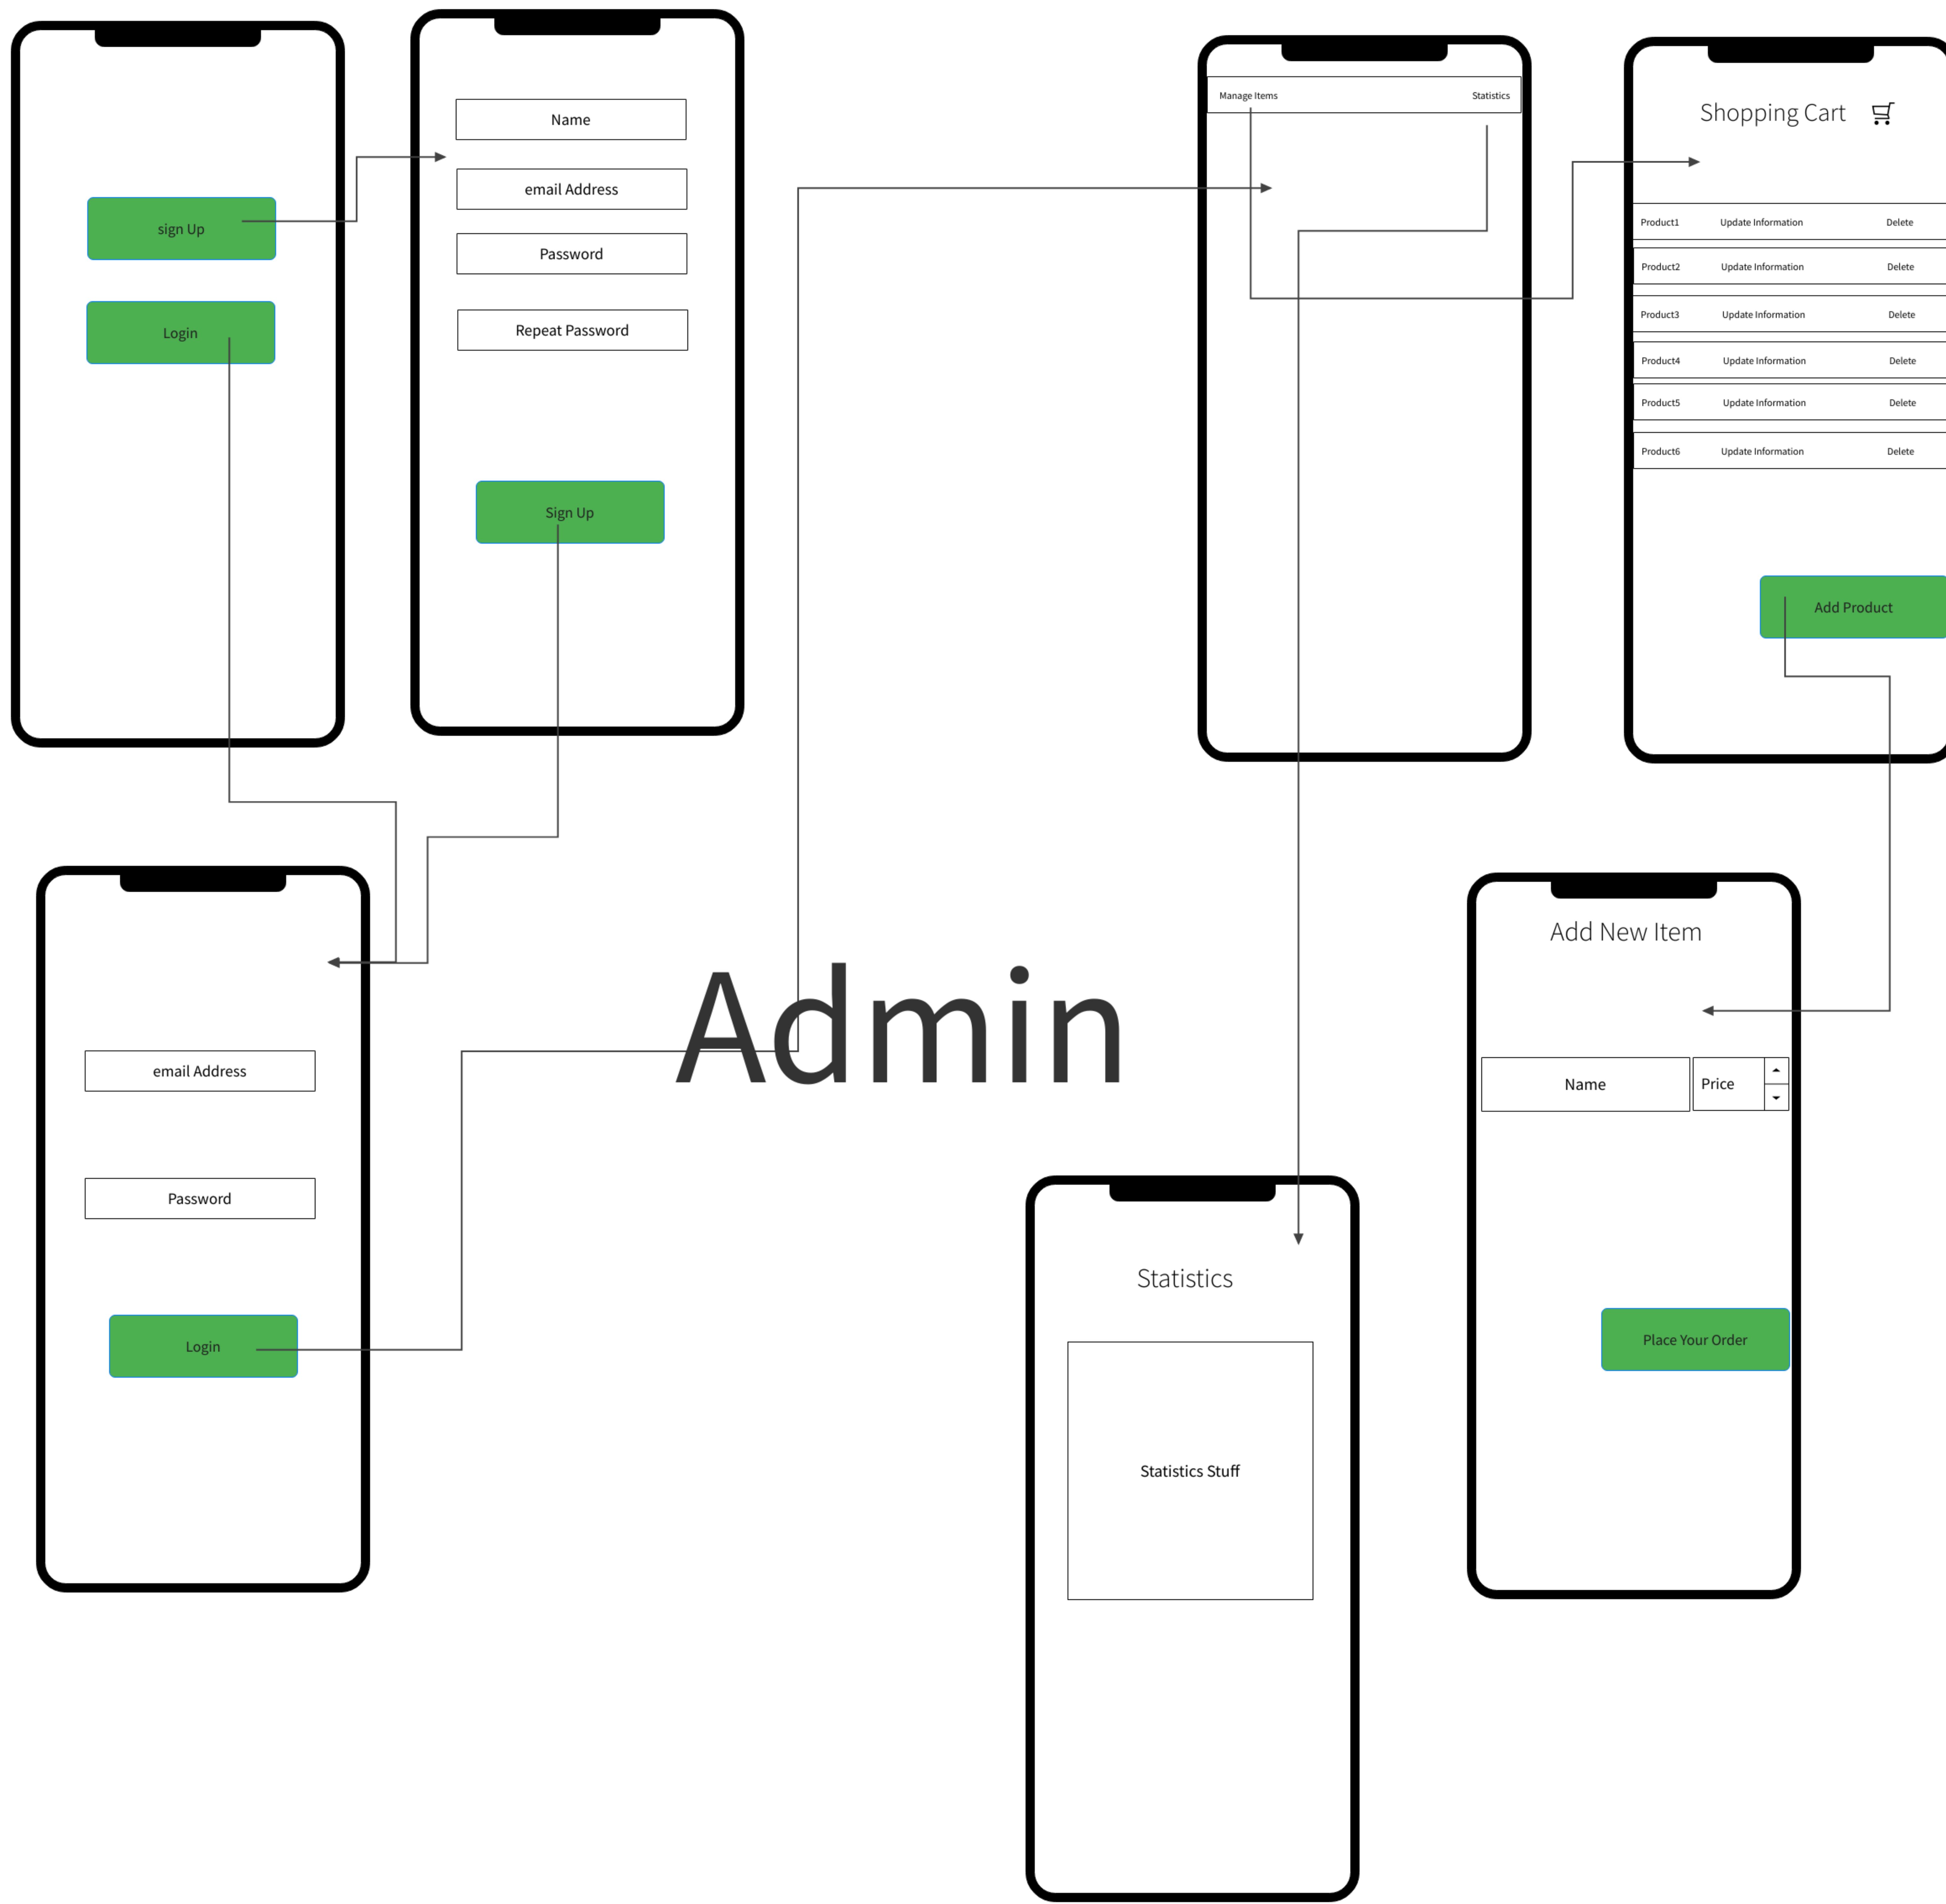 sign Up
Login
Name
email Address
Password
Repeat Password
Sign Up
Manage Items Statistics
Shopping Cart
Product1 Update Information Delete
Product2 Update Information Delete
Product3 Update Information Delete
Product4 Update Information Delete
Product5 Update Information Delete
Product6 Update Information Delete
Add Product
email Address
Password
Login
Admin
Statistics
Statistics Stuff
Add New Item
Name Price
Place Your Order